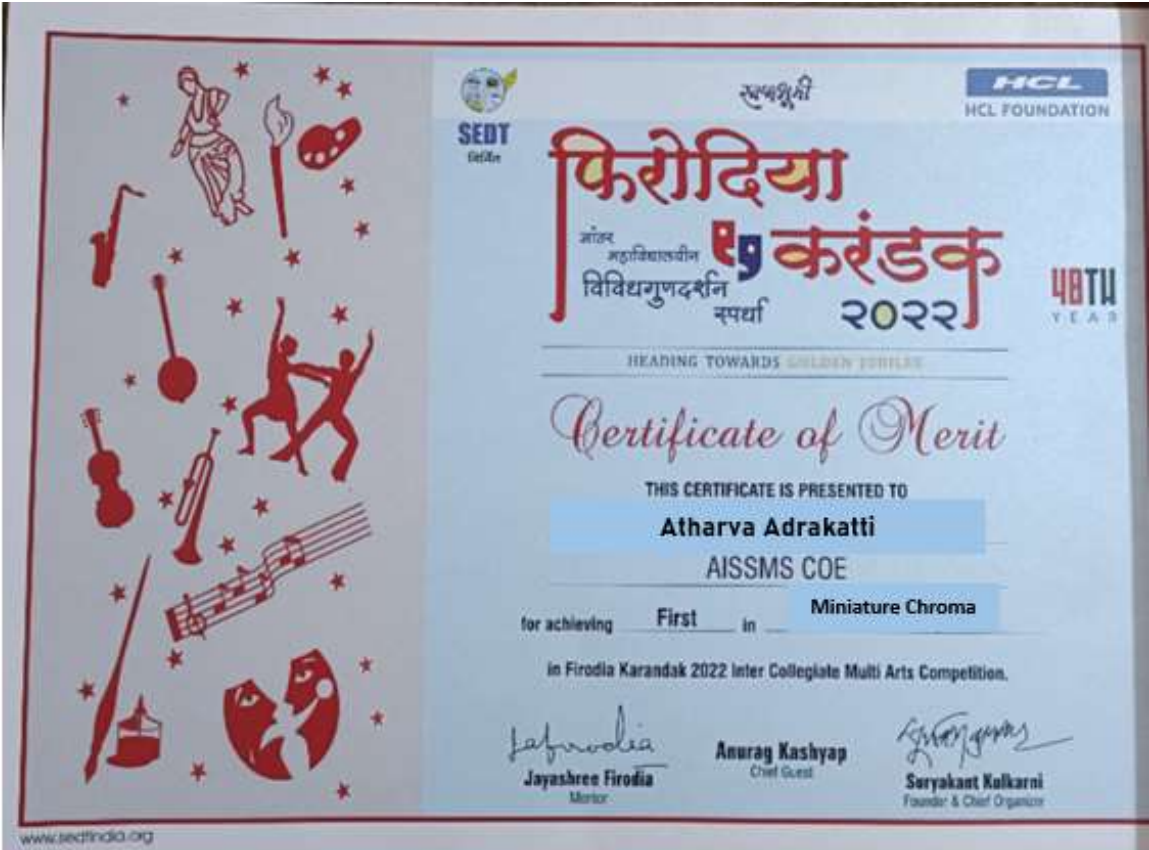 SEDT
निर्मित
स्वप्नभूमी
HCL
HCL FOUNDATION
फिरोदिया
करंडक
आंतर
महाविद्यालयीन
विविधगुणदर्शन
स्पर्धा
२०२२
48TH
YEAR
HEADING TOWARDS GOLDEN JUBILEE
Certificate of Merit
THIS CERTIFICATE IS PRESENTED TO
Atharva Adrakatti
AISSMS COE
for achieving First in Miniature Chroma
in Firodia Karandak 2022 Inter Collegiate Multi Arts Competition.
Jayashree Firodia
Mentor
Anurag Kashyap
Chief Guest
Suryakant Kulkarni
Founder & Chief Organizer
www.sedtindia.org